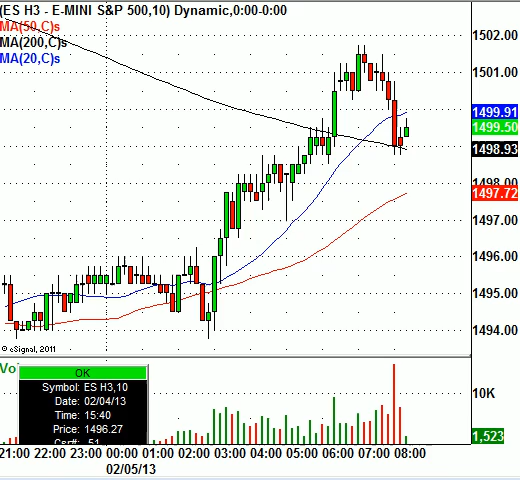 (ES H3 - E-MINI S&P 500,10) Dynamic,0:00-0:00
MA(50,C)s
MA(200,C)s
MA(20,C)s
1502.00
1501.00
1499.91
1499.50
1498.93
1498.00
1497.72
1497.00
1496.00
1495.00
1494.00
© eSignal, 2011
Vo
OK
Symbol: ES H3,10
Date: 02/04/13
Time: 15:40
Price: 1496.27
Csr#: 51
10K
1,523
21:00 22:00 23:00 00:00 01:00 02:00 03:00 04:00 05:00 06:00 07:00 08:00
02/05/13